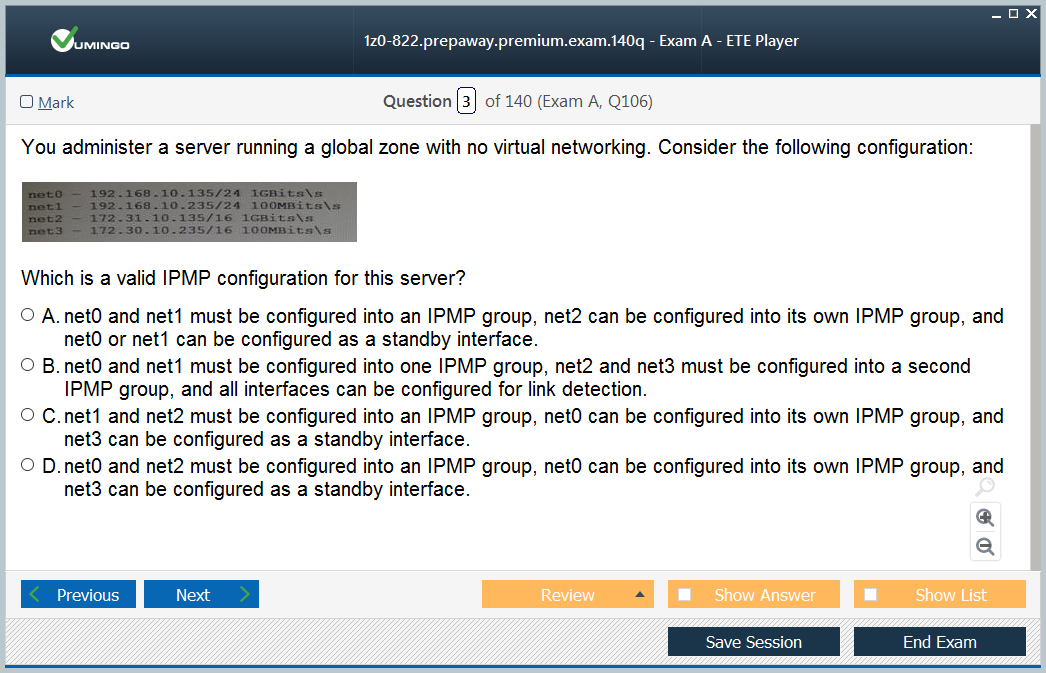 VUMINGO
1z0-822.prepaway.premium.exam.140q - Exam A - ETE Player
Mark
Question 3 of 140 (Exam A, Q106)
You administer a server running a global zone with no virtual networking. Consider the following configuration:
net0 – 192.168.10.135/24 1GBits\s
net1 – 192.168.10.235/24 100MBits\s
net2 – 172.31.10.135/16 1GBits\s
net3 – 172.30.10.235/16 100MBits\s
Which is a valid IPMP configuration for this server?
A. net0 and net1 must be configured into an IPMP group, net2 can be configured into its own IPMP group, and
net0 or net1 can be configured as a standby interface.
B. net0 and net1 must be configured into one IPMP group, net2 and net3 must be configured into a second
IPMP group, and all interfaces can be configured for link detection.
C. net1 and net2 must be configured into an IPMP group, net0 can be configured into its own IPMP group, and
net3 can be configured as a standby interface.
D. net0 and net2 must be configured into an IPMP group, net0 can be configured into its own IPMP group, and
net3 can be configured as a standby interface.
Previous Next Review Show Answer Show List
Save Session End Exam